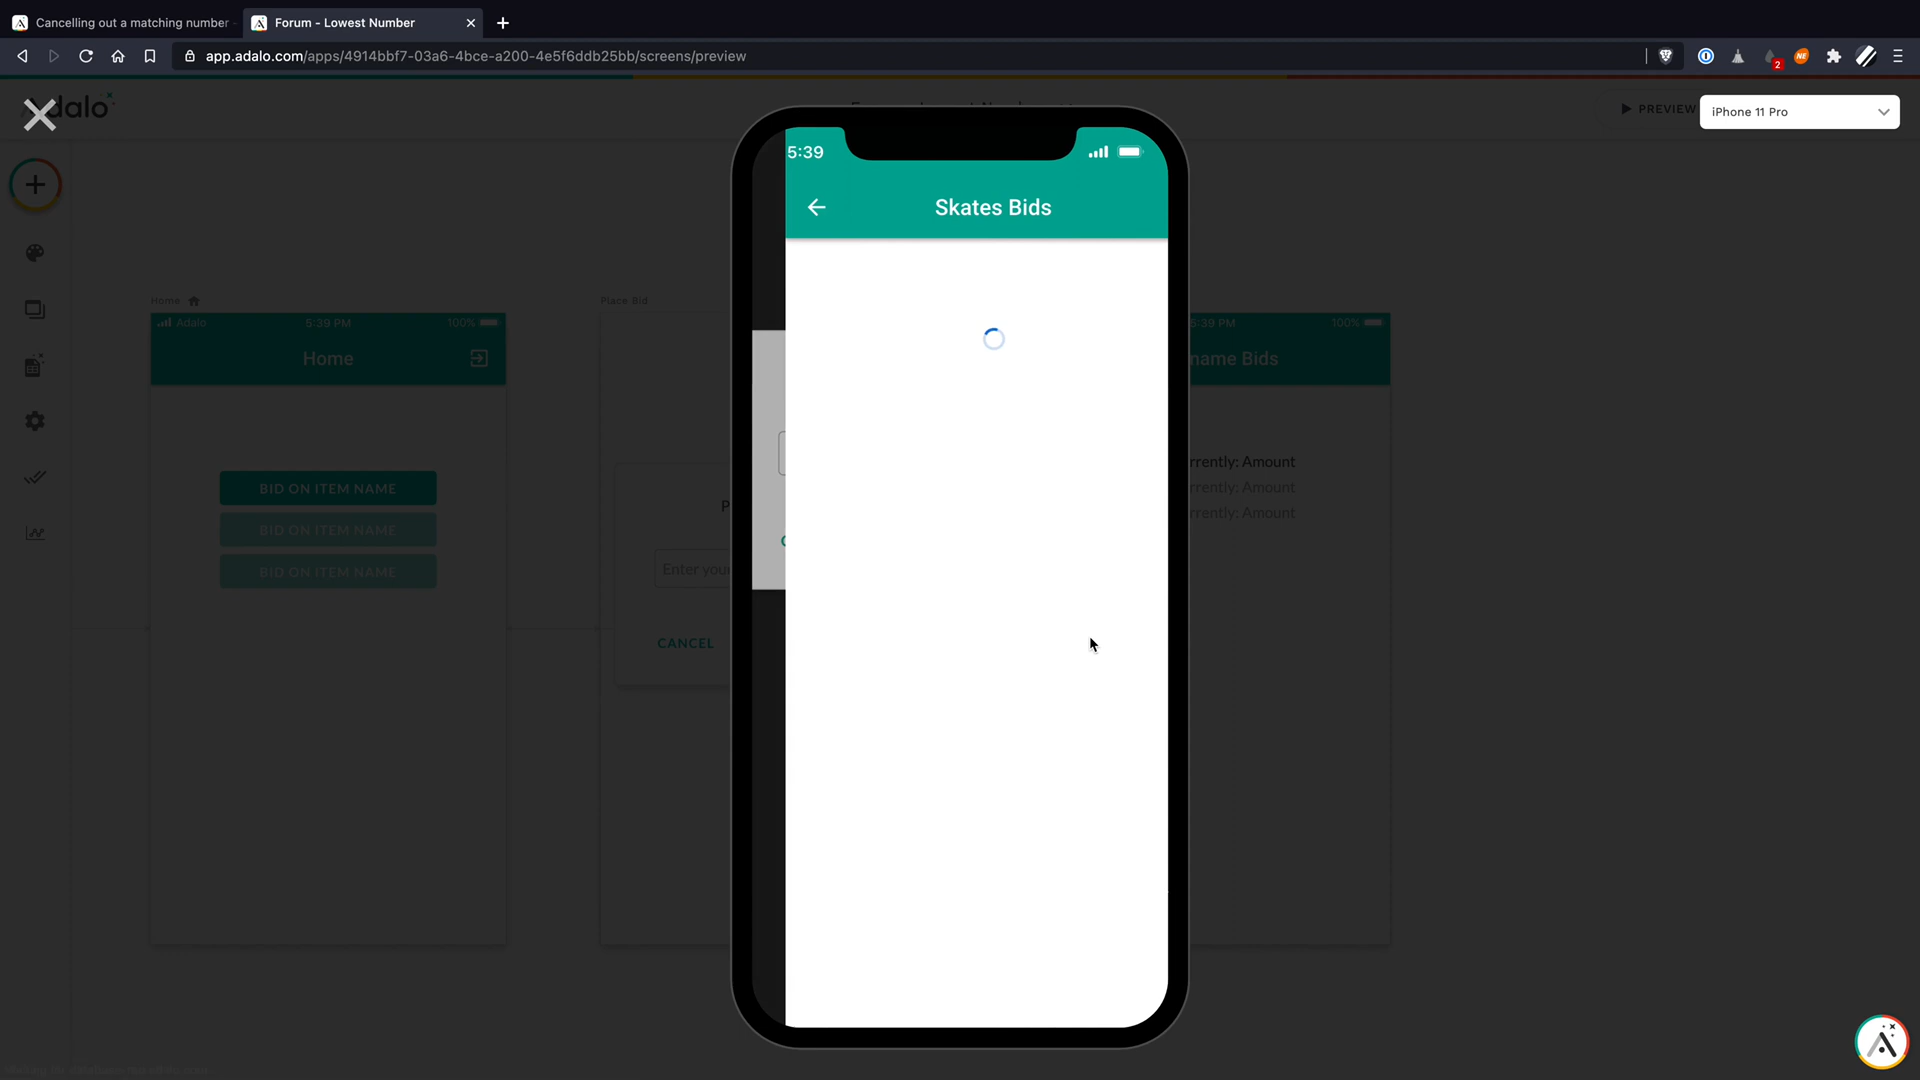 Cancelling out a matching number
Forum - Lowest Number
app.adalo.com/apps/4914bbf7-03a6-4bce-a200-4e5f6ddb25bb/screens/preview
2
NE
dalo
PREVIEW
iPhone 11 Pro
5:39
Skates Bids
Home
Adalo
5:39 PM
100%
Home
BID ON ITEM NAME
BID ON ITEM NAME
BID ON ITEM NAME
Place Bid
P
Enter your
CANCEL
5:39 PM
100%
name Bids
rrently: Amount
rrently: Amount
rrently: Amount